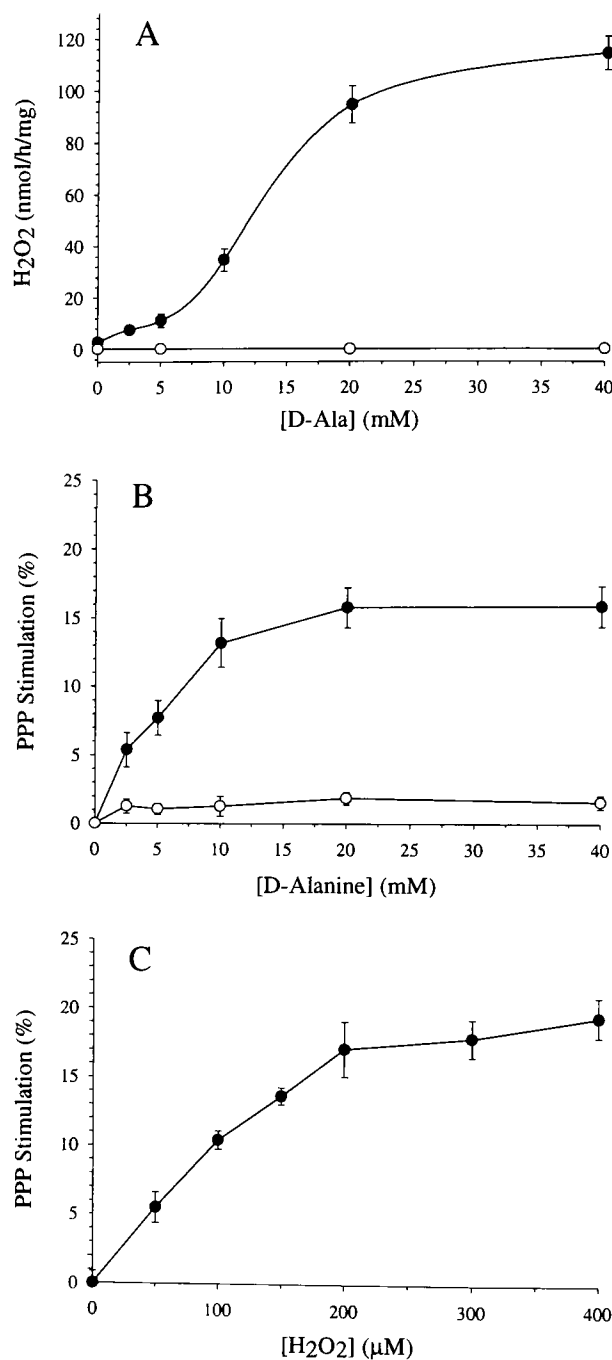 A
H2O2 (nmol/h/mg)
120
100
80
60
40
20
0
0 5 10 15 20 25 30 35 40
[D-Ala] (mM)
B
PPP Stimulation (%)
25
20
15
10
5
0
0 5 10 15 20 25 30 35 40
[D-Alanine] (mM)
C
PPP Stimulation (%)
25
20
15
10
5
0
0 100 200 300 400
[H2O2] (μM)